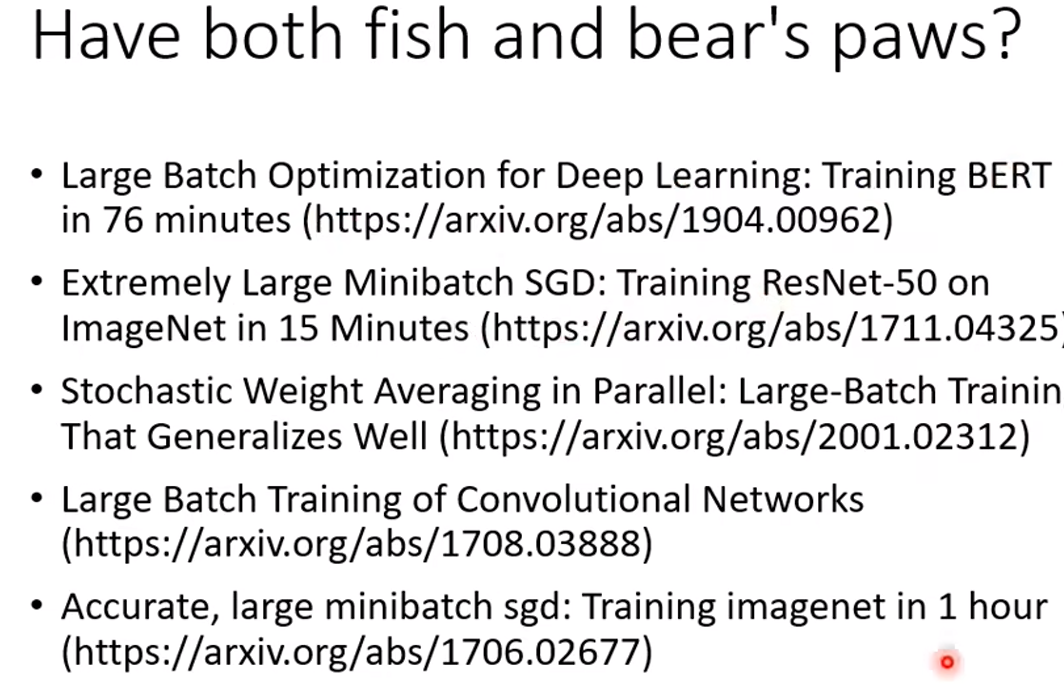 Have both fish and bear's paws?
• Large Batch Optimization for Deep Learning: Training BERT
in 76 minutes (https://arxiv.org/abs/1904.00962)
• Extremely Large Minibatch SGD: Training ResNet-50 on
ImageNet in 15 Minutes (https://arxiv.org/abs/1711.04325)
• Stochastic Weight Averaging in Parallel: Large-Batch Trainin
That Generalizes Well (https://arxiv.org/abs/2001.02312)
• Large Batch Training of Convolutional Networks
(https://arxiv.org/abs/1708.03888)
• Accurate, large minibatch sgd: Training imagenet in 1 hour
(https://arxiv.org/abs/1706.02677)